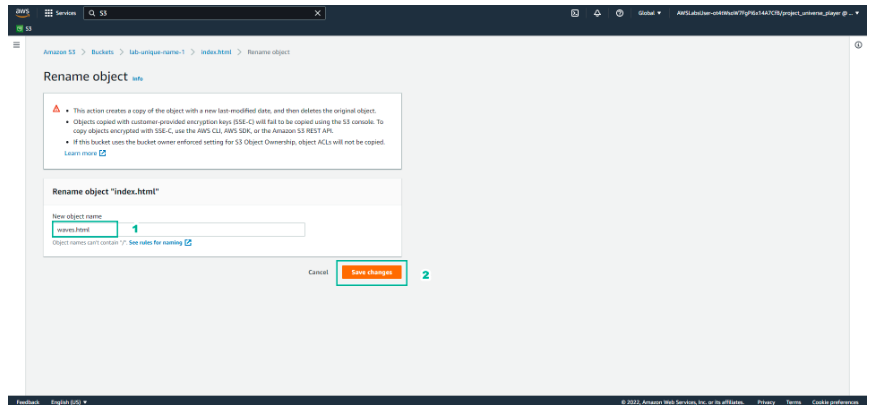 aws Services S3 Global ▼
S3
Amazon S3 > Buckets > lab-unique-name-1 > index.html > Rename object
Rename object Info
• This action creates a copy of the object with a new last-modified date, and then deletes the original object.
• Objects copied with customer-provided encryption keys (SSE-C) will fail to be copied using the S3 console. To
copy objects encrypted with SSE-C, use the AWS CLI, AWS SDK, or the Amazon S3 REST API.
• If this bucket uses the bucket owner enforced setting for S3 Object Ownership, object ACLs will not be copied.
Learn more
Rename object "index.html"
New object name
waves.html 1
Object names can't contain "/". See rules for naming
Cancel Save changes 2
Feedback English (US) ▼ © 2022, Amazon Web Services, Inc. or its affiliates. Privacy Terms Cookie preferences